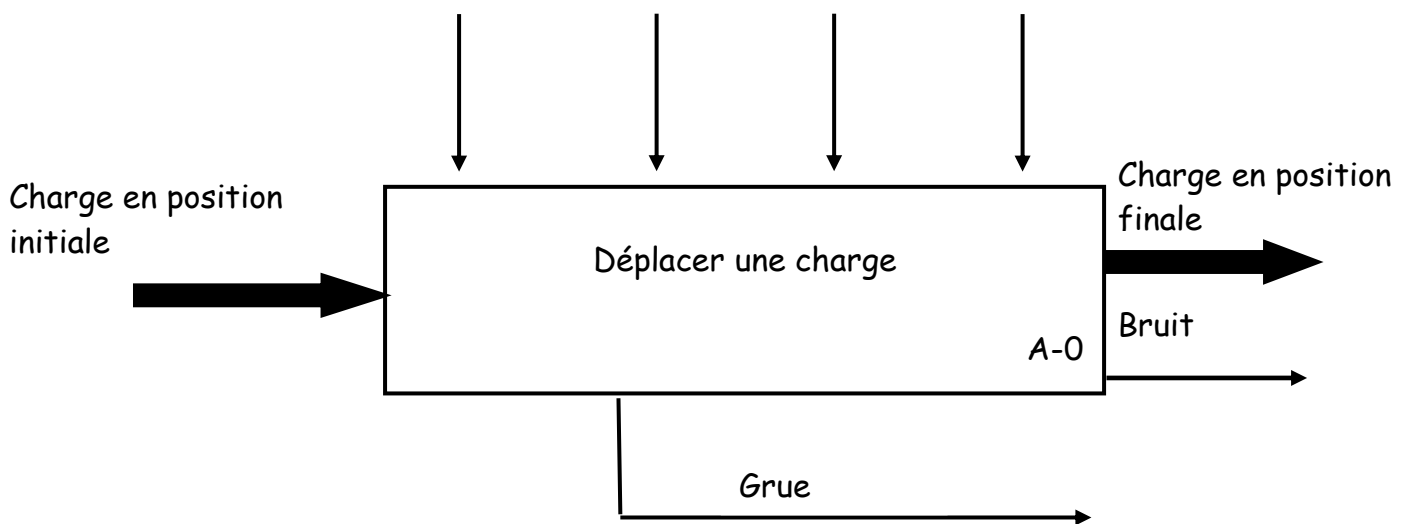 Charge en position
initiale
Déplacer une charge
A-0
Charge en position
finale
Bruit
Grue